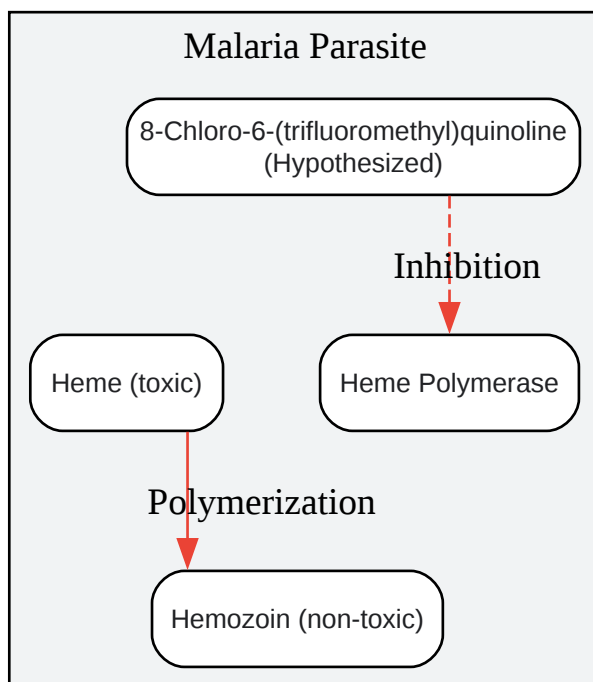 Malaria Parasite
8-Chloro-6-(trifluoromethyl)quinoline
(Hypothesized)
Inhibition
Heme (toxic)
Heme Polymerase
Polymerization
Hemozoin (non-toxic)